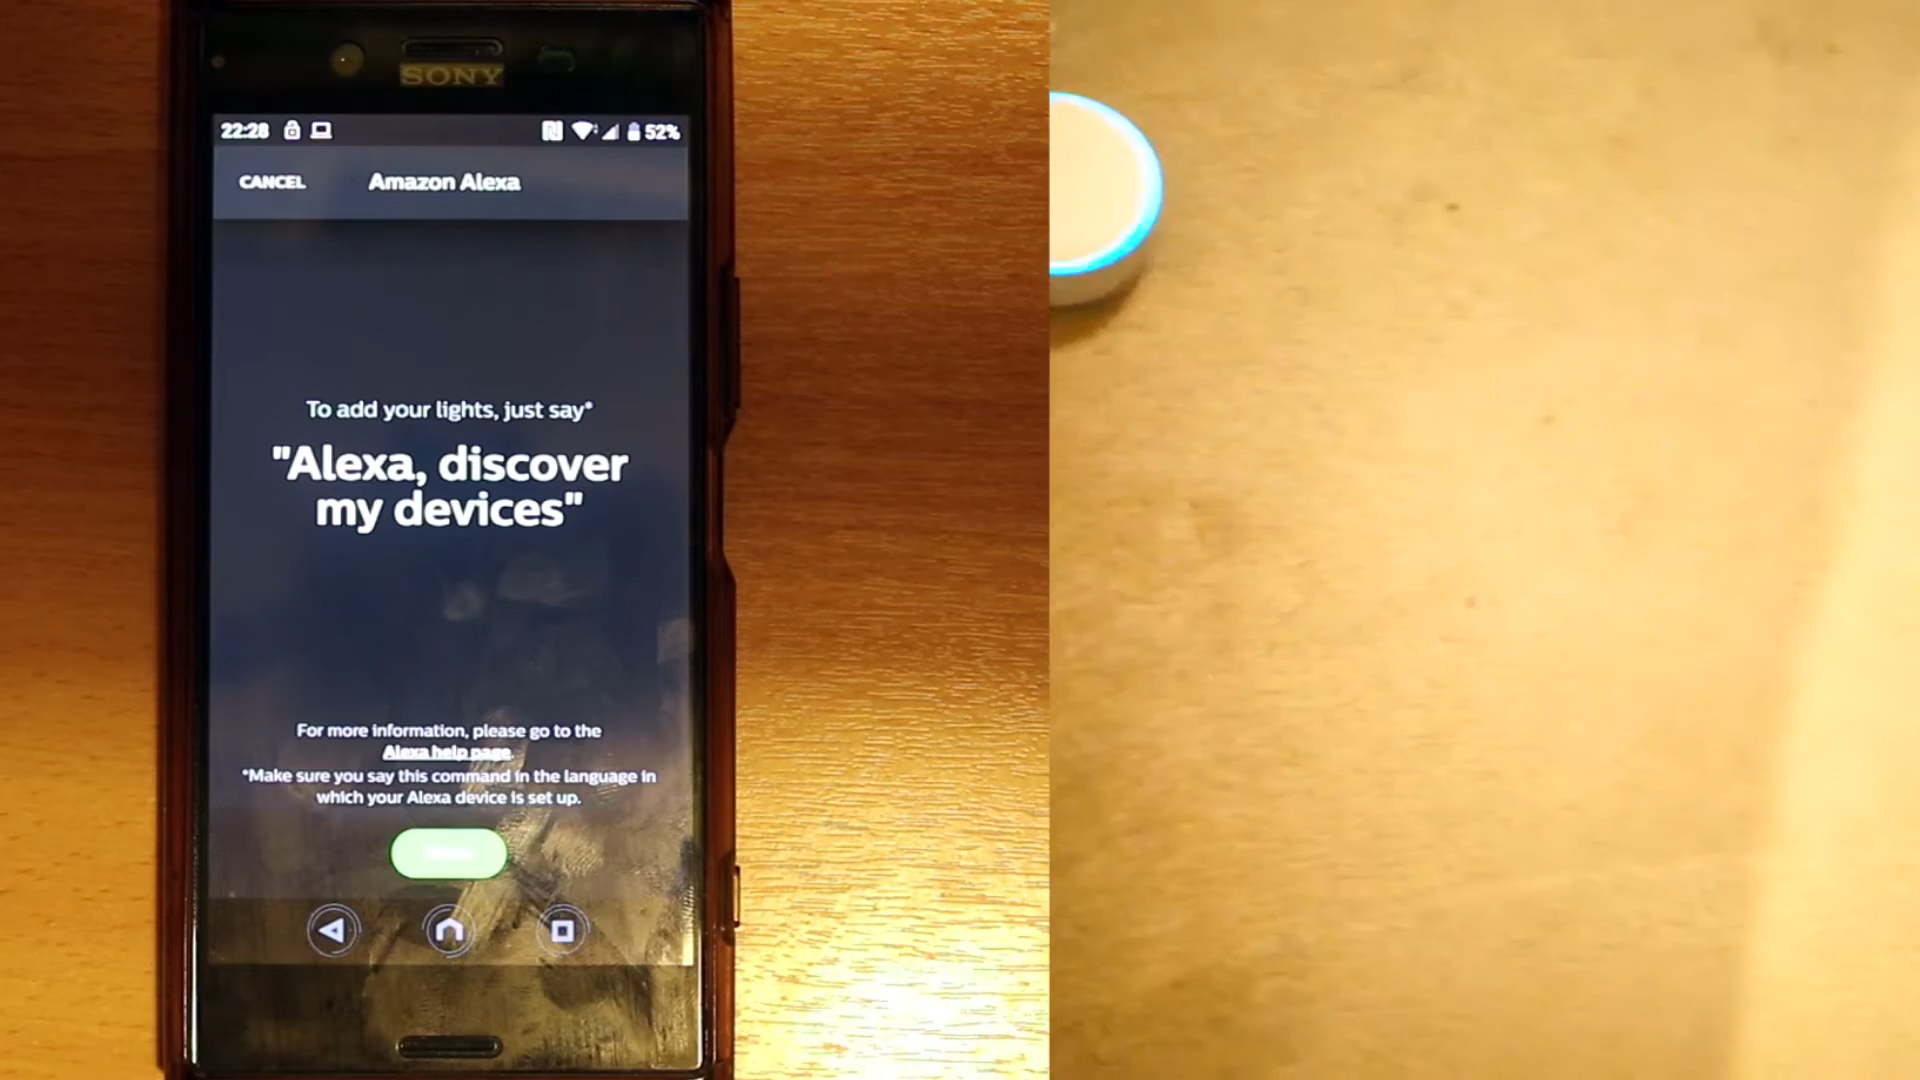 SONY
22:28
52%
CANCEL
Amazon Alexa
To add your lights, just say*
"Alexa, discover
my devices"
For more information, please go to the
Alexa help page.
*Make sure you say this command in the language in
which your Alexa device is set up.